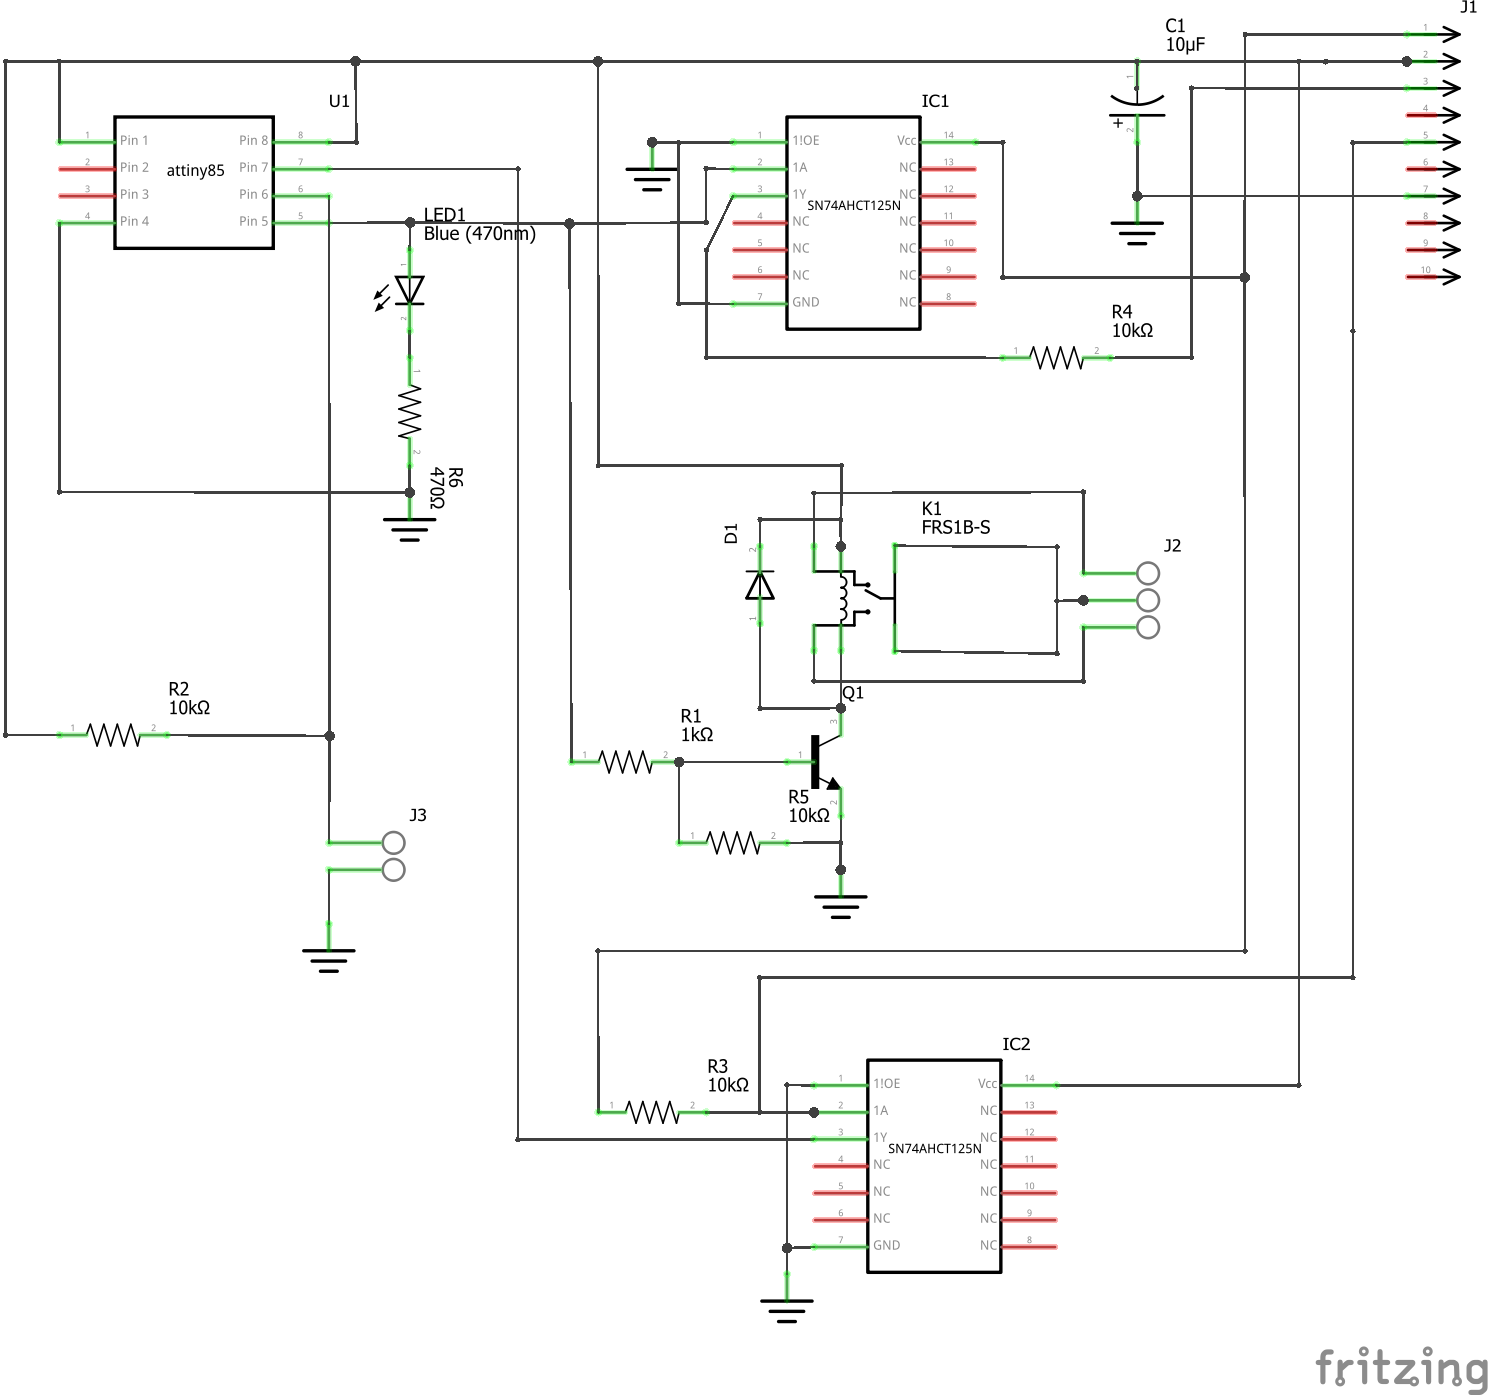 J1
C1
10µF
1
2
3
4
5
6
7
8
9
10
1
+
2
U1
1 Pin 1 Pin 8 8
2 Pin 2 attiny85 Pin 7 7
3 Pin 3 Pin 6 6
4 Pin 4 Pin 5 5
IC1
1 1!OE Vcc 14
2 1A NC 13
3 1Y NC 12
SN74AHCT125N
4 NC NC 11
5 NC NC 10
6 NC NC 9
7 GND NC 8
LED1
Blue (470nm)
1
2
1
2
R6
470Ω
R4
10kΩ
1 2
D1
2
1
K1
FRS1B-S
J2
R2
10kΩ
1 2
Q1
3
1
2
R1
1kΩ
1 2
R5
10kΩ
1 2
J3
R3
10kΩ
1 2
IC2
1 1!OE Vcc 14
2 1A NC 13
3 1Y NC 12
SN74AHCT125N
4 NC NC 11
5 NC NC 10
6 NC NC 9
7 GND NC 8
fritzing